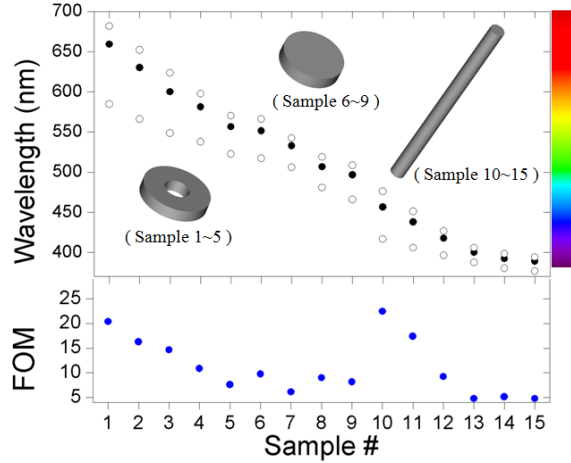 700
650
600
550
500
450
400
Wavelength (nm)
( Sample 6~9 )
( Sample 10~15 )
( Sample 1~5 )
25
20
15
10
5
FOM
1 2 3 4 5 6 7 8 9 10 11 12 13 14 15
Sample #